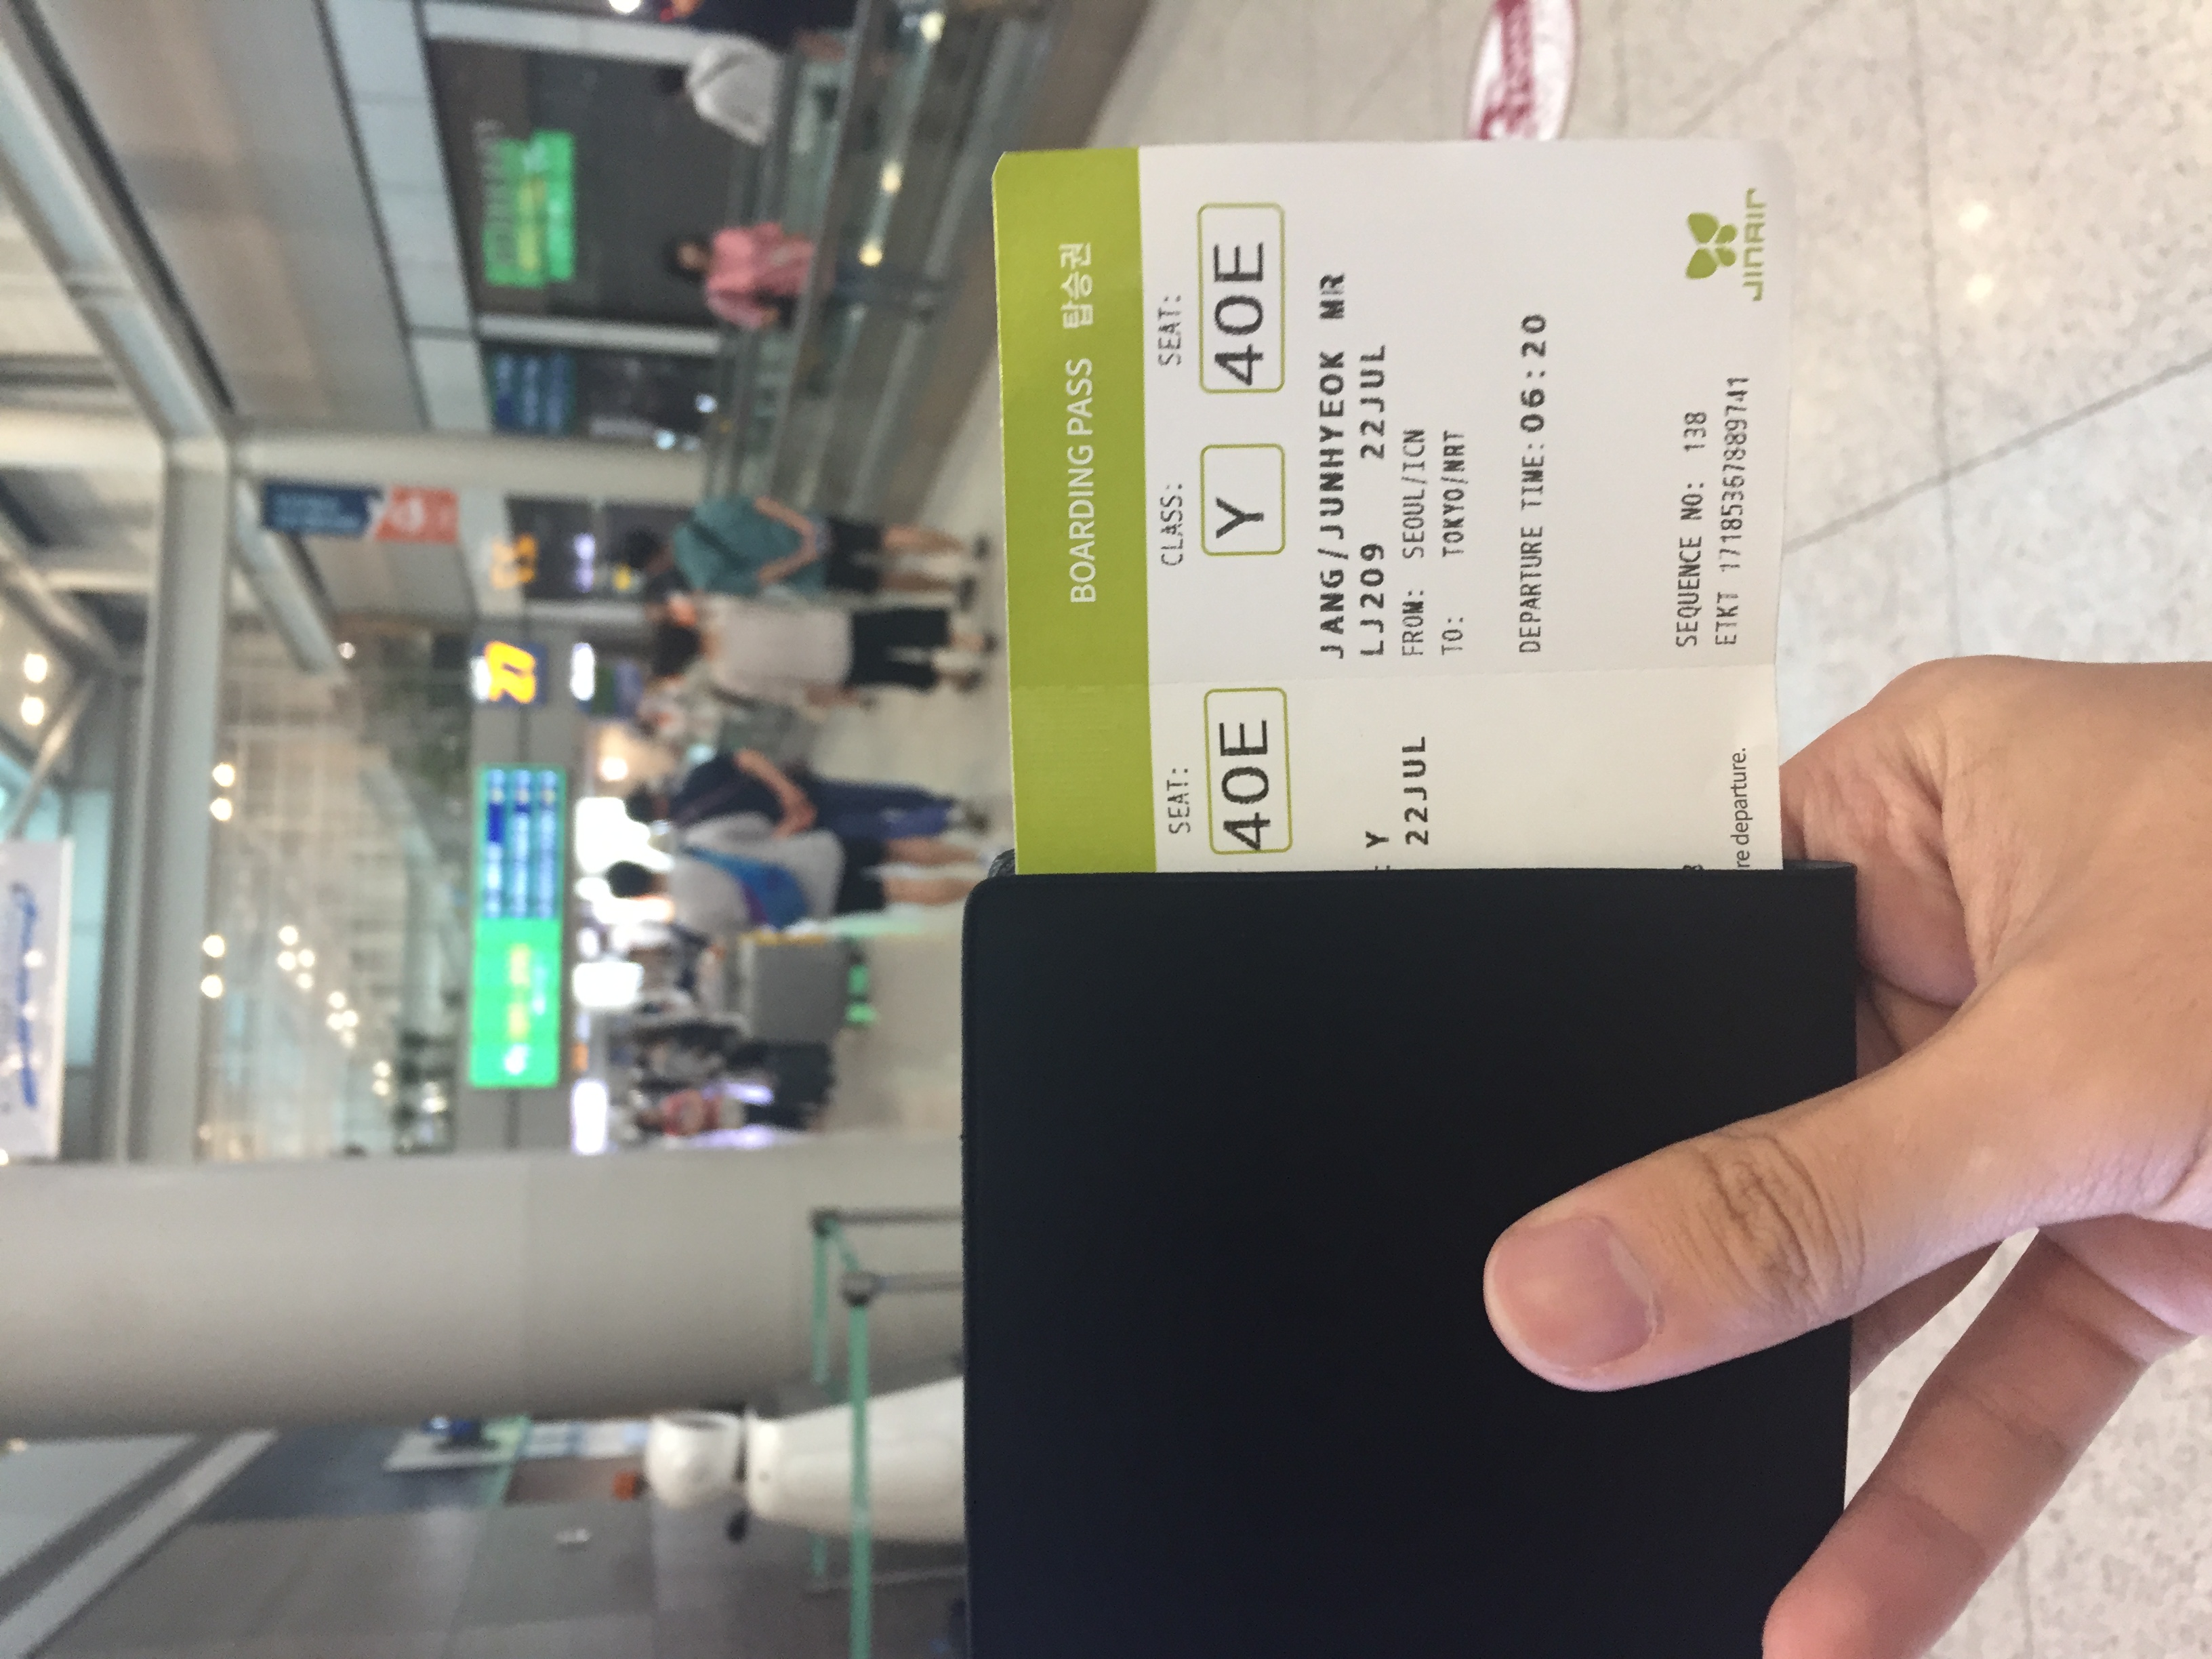 27
BOARDING PASS 탑승권
SEAT:
40E
Y
22JUL
re departure.
CLASS: SEAT:
Y 40E
JANG/JUNHYEOK MR
LJ209 22JUL
FROM: SEOUL/ICN
TO: TOKYO/NRT
DEPARTURE TIME: 06:20
SEQUENCE NO: 138
ETKT 17185367889741
JINAIR